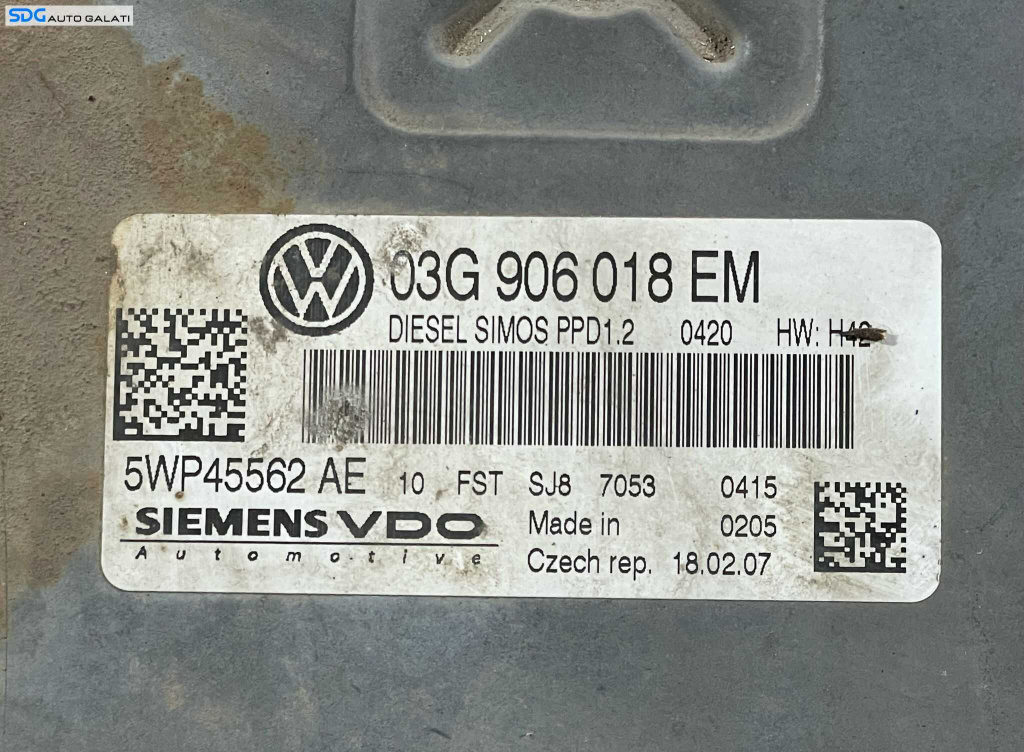 SDG AUTO GALATI
03G 906 018 EM
DIESEL SIMOS PPD1.2 0420 HW: H42
5WP45562 AE 10 FST SJ8 7053 0415
SIEMENS VDO Made in 0205
Automotive Czech rep. 18.02.07